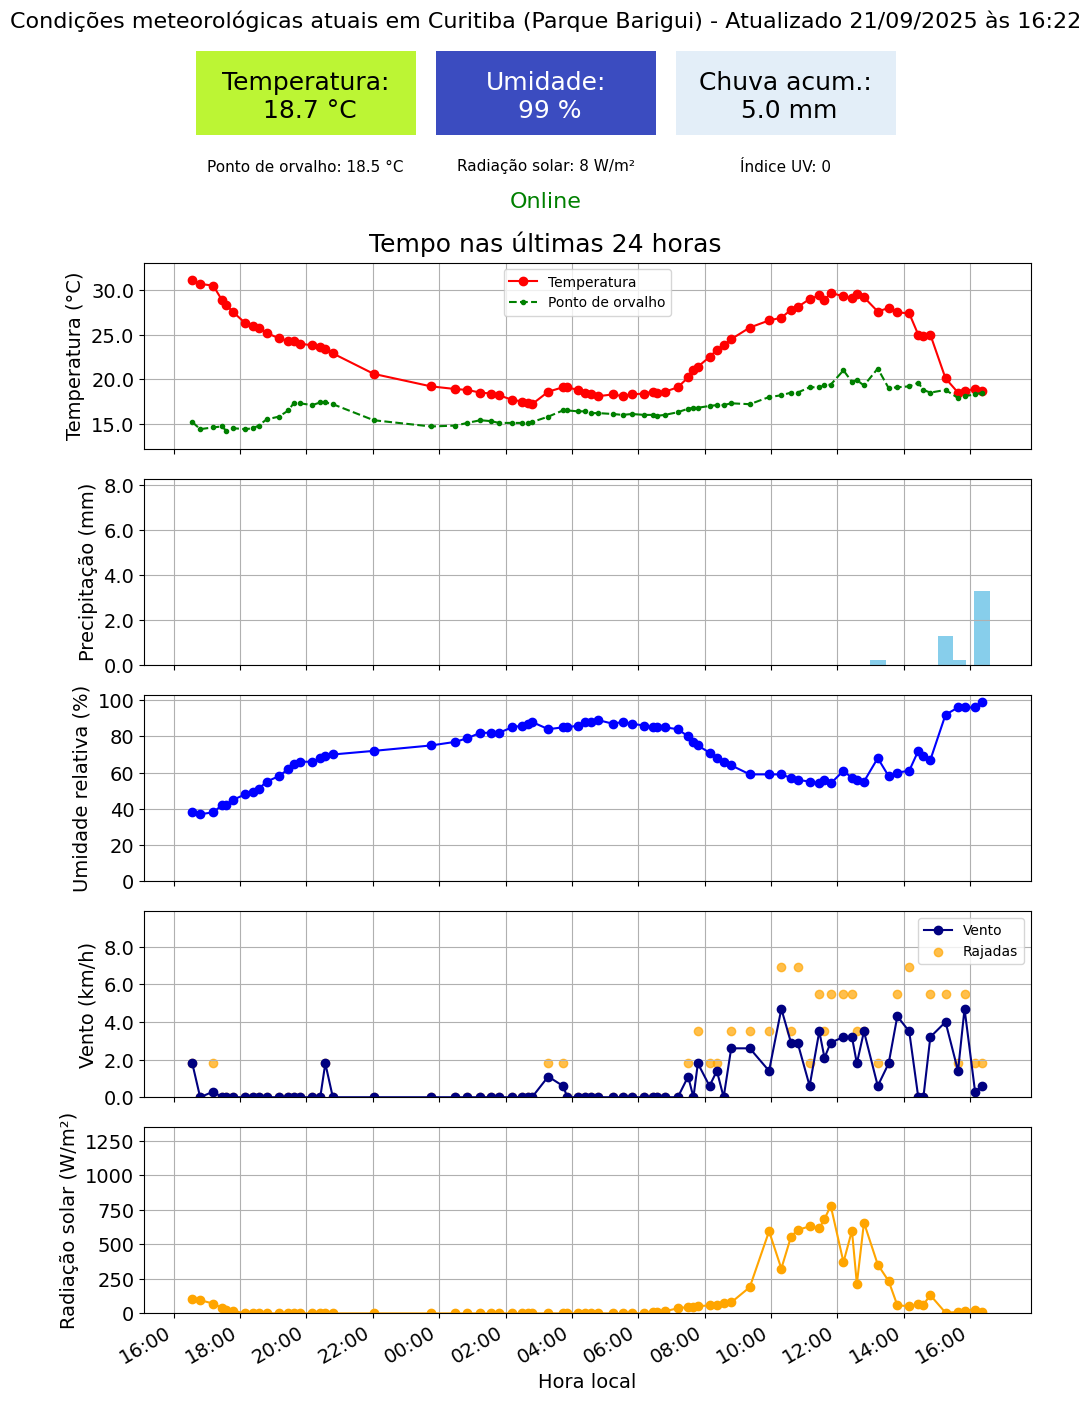 Condições meteorológicas atuais em Curitiba (Parque Barigui) - Atualizado 21/09/2025 às 16:22
Temperatura:
18.7 °C
Umidade:
99 %
Chuva acum.:
5.0 mm
Ponto de orvalho: 18.5 °C
Radiação solar: 8 W/m²
Índice UV: 0
Online
Tempo nas últimas 24 horas
Temperatura (°C)
30.0
25.0
20.0
15.0
Temperatura
Ponto de orvalho
Precipitação (mm)
8.0
6.0
4.0
2.0
0.0
Umidade relativa (%)
100
80
60
40
20
0
Vento (km/h)
8.0
6.0
4.0
2.0
0.0
Vento
Rajadas
Radiação solar (W/m²)
1250
1000
750
500
250
0
16:00
18:00
20:00
22:00
00:00
02:00
04:00
06:00
08:00
10:00
12:00
14:00
16:00
Hora local